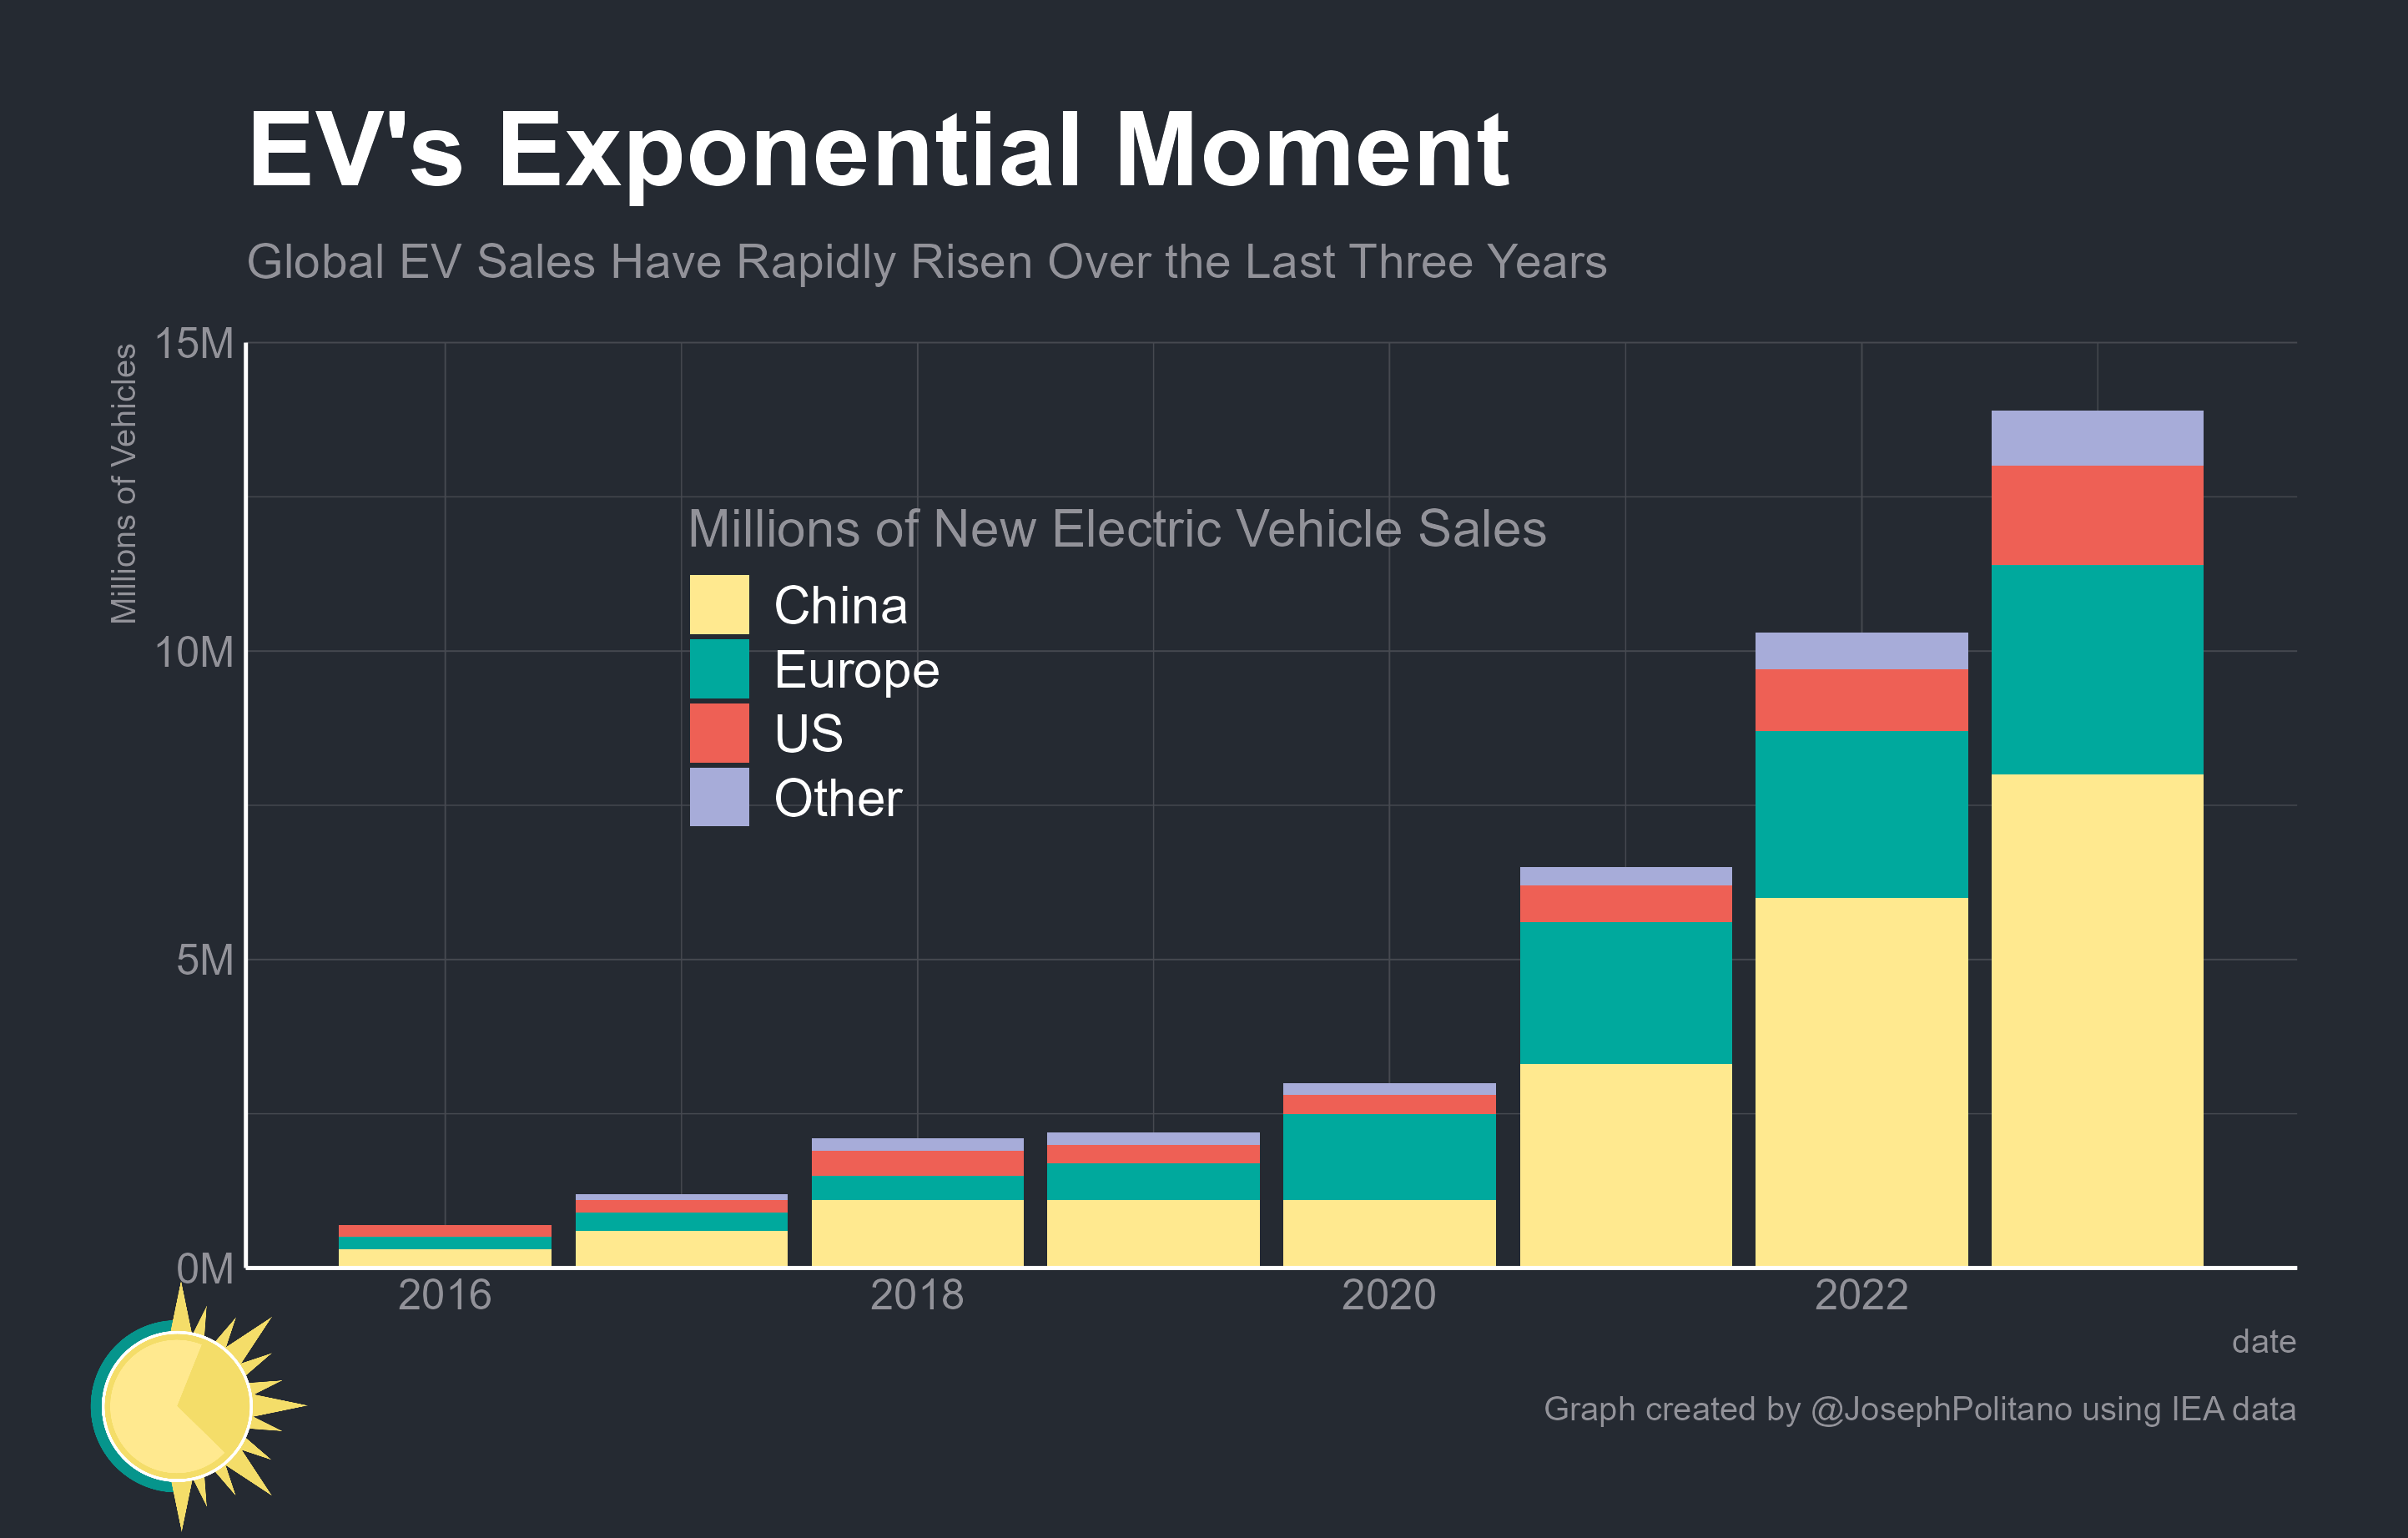 EV's Exponential Moment
Global EV Sales Have Rapidly Risen Over the Last Three Years
Millions of Vehicles
15M
10M
5M
0M
Millions of New Electric Vehicle Sales
China
Europe
US
Other
2016
2018
2020
2022
date
Graph created by @JosephPolitano using IEA data